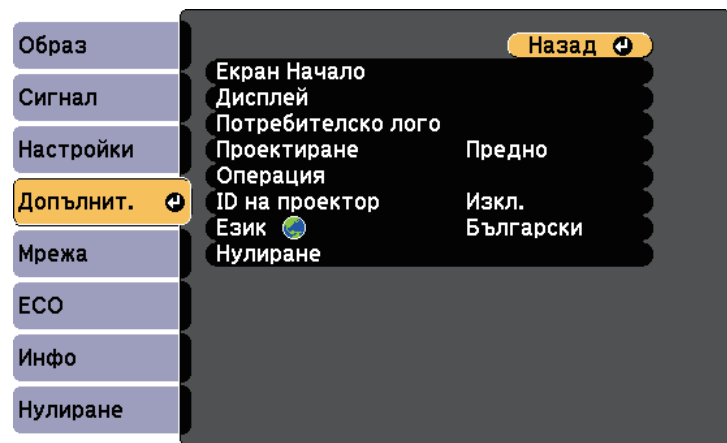 Образ
Сигнал
Настройки
Допълнит.
Мрежа
ECO
Инфо
Нулиране
Назад
Екран Начало
Дисплей
Потребителско лого
Проектиране Предно
Операция
ID на проектор Изкл.
Език Български
Нулиране